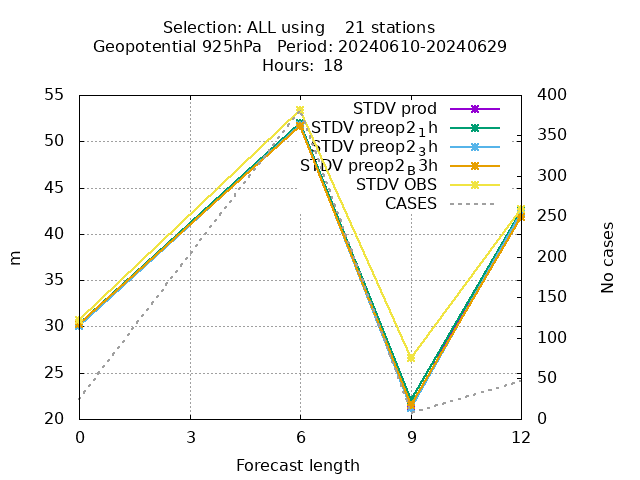 Selection: ALL using    21 stations
Geopotential 925hPa   Period: 20240610-20240629
Hours: 18
STDV prod
STDV preop2₁h
STDV preop2₃h
STDV preop2_B3h
STDV OBS
CASES
55
50
45
40
35
30
25
20
m
400
350
300
250
200
150
100
50
0
No cases
0 3 6 9 12
Forecast length